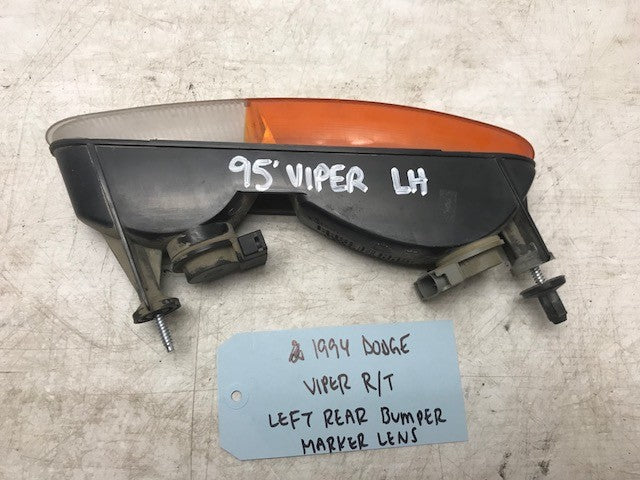 95' VIPER LH
1994 DODGE
VIPER R/T
LEFT REAR BUMPER
MARKER LENS